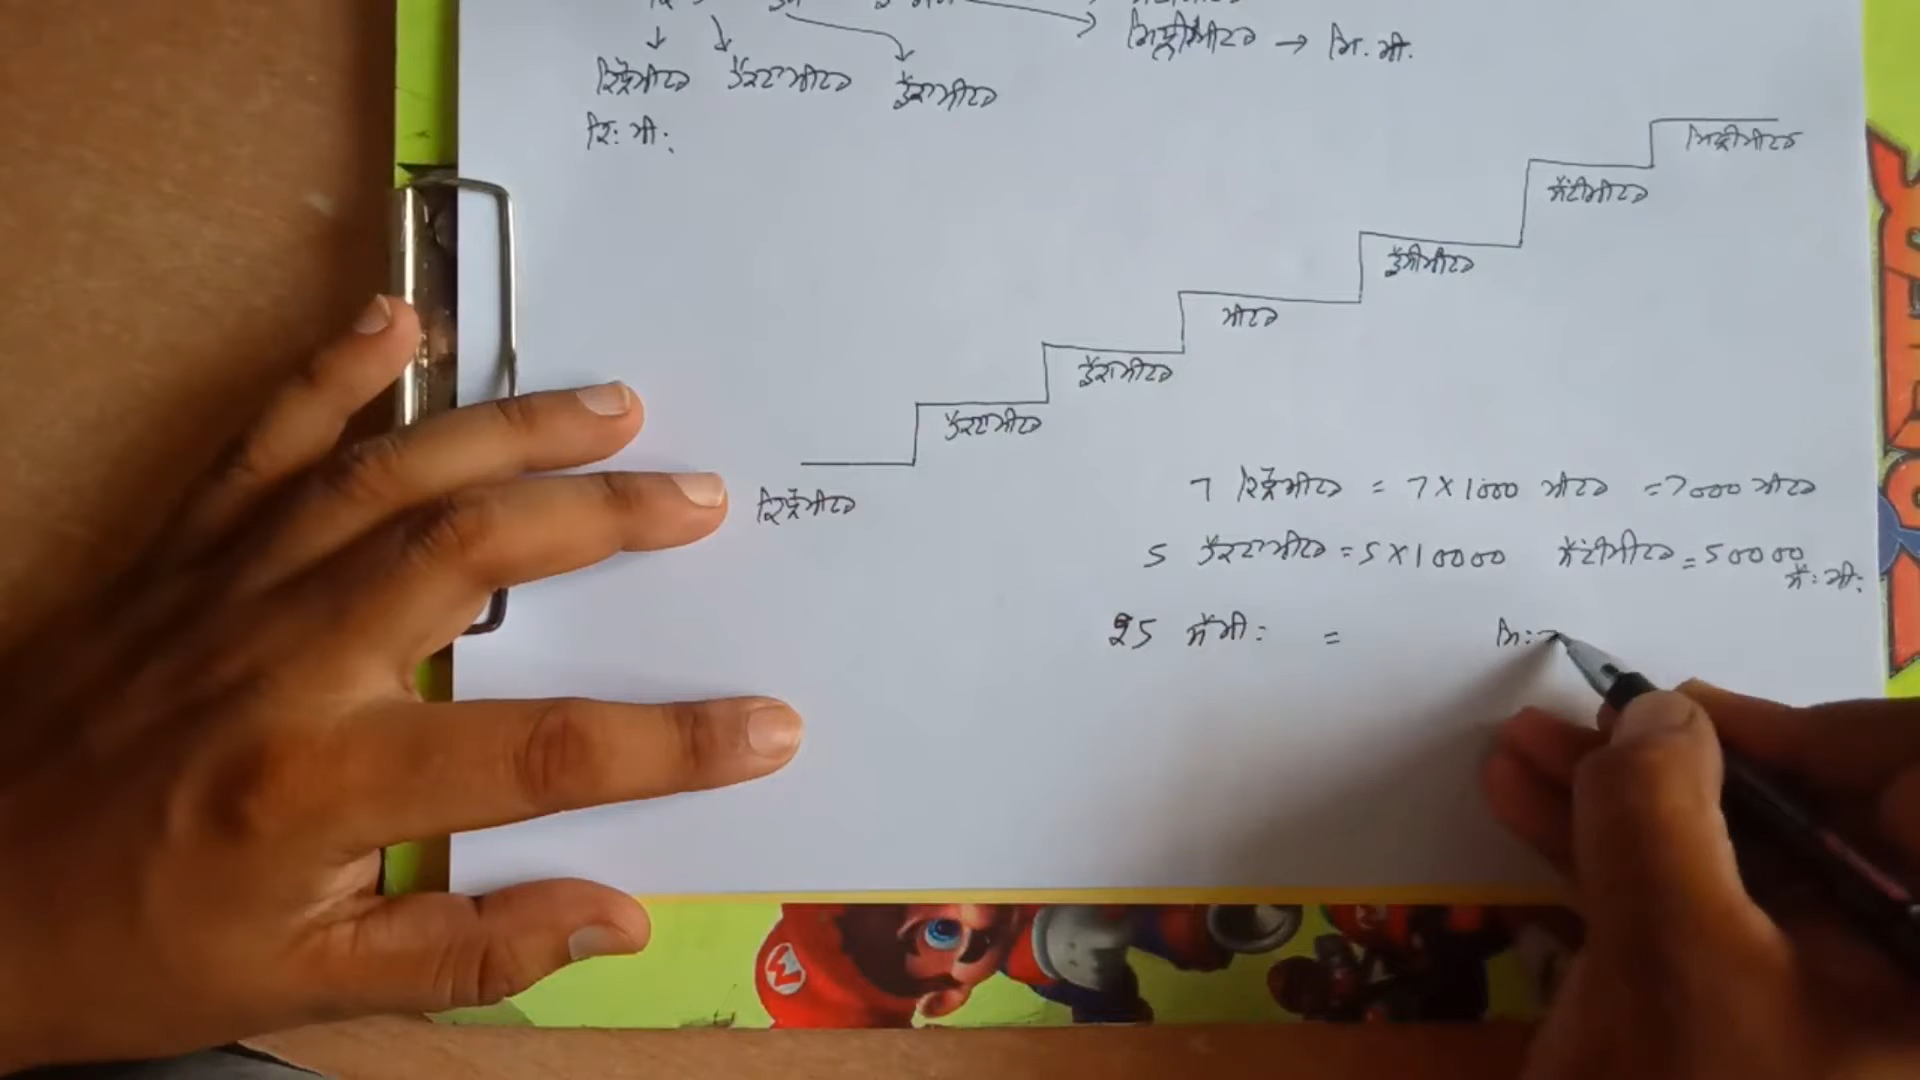 ਮਿਲੀਮੀਟਰ → ਮਿ. ਮੀ.
ਕਿਲੋਮੀਟਰ ਹੈਕਟਾਮੀਟਰ ਡੈਕਾਮੀਟਰ
ਕਿ: ਮੀ:
ਮਿਲੀਮੀਟਰ
ਸੈਂਟੀਮੀਟਰ
ਡੈਸੀਮੀਟਰ
ਮੀਟਰ
ਡੈਕਾਮੀਟਰ
ਹੈਕਟਾਮੀਟਰ
ਕਿਲੋਮੀਟਰ
7 ਕਿਲੋਮੀਟਰ = 7 × 1000 ਮੀਟਰ = 7000 ਮੀਟਰ
5 ਹੈਕਟਾਮੀਟਰ = 5 × 10000 ਸੈਂਟੀਮੀਟਰ = 50000 ਸੈਂ: ਮੀ:
25 ਸੈਂਮੀ: = ਮਿ:
M